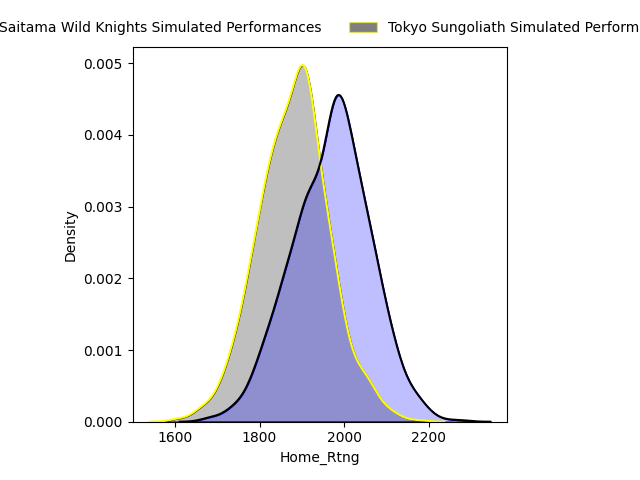 Saitama Wild Knights Simulated Performances
Tokyo Sungoliath Simulated Perform
0.005
0.004
0.003
0.002
0.001
0.000
Density
1600 1800 2000 2200
Home_Rtng